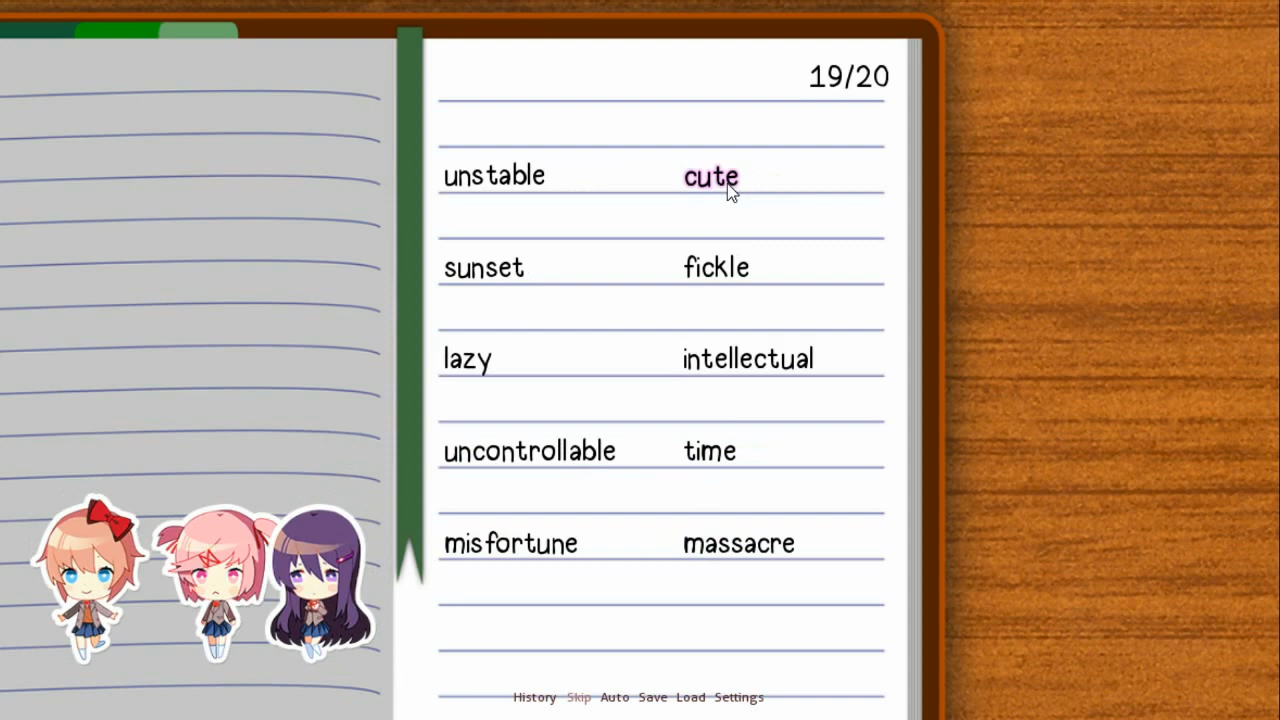 19/20
unstable cute
sunset fickle
lazy intellectual
uncontrollable time
misfortune massacre
History Skip Auto Save Load Settings